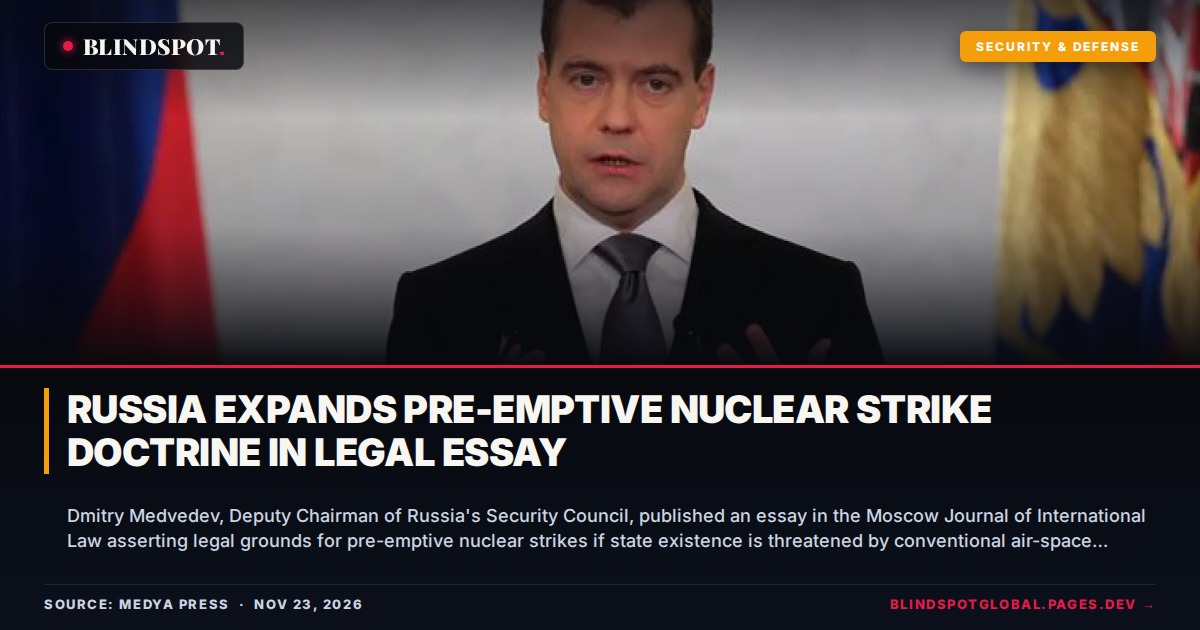 BLINDSPOT.
SECURITY & DEFENSE
RUSSIA EXPANDS PRE-EMPTIVE NUCLEAR STRIKE
DOCTRINE IN LEGAL ESSAY
Dmitry Medvedev, Deputy Chairman of Russia's Security Council, published an essay in the Moscow Journal of International
Law asserting legal grounds for pre-emptive nuclear strikes if state existence is threatened by conventional air-space...
SOURCE: MEDYA PRESS · NOV 23, 2026
BLINDSPOTGLOBAL.PAGES.DEV →